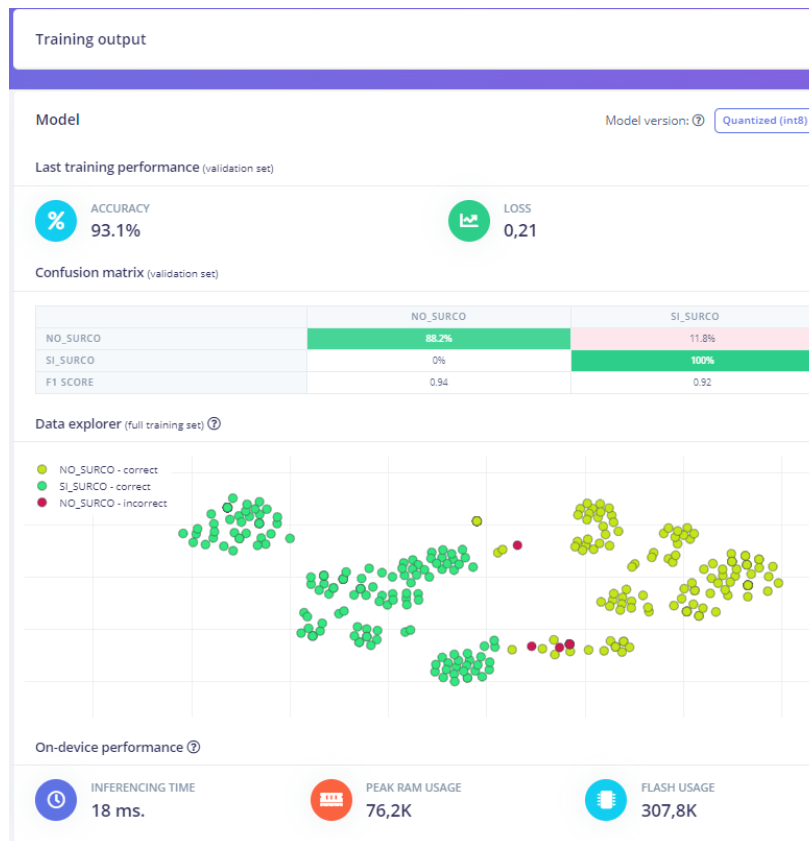 Training output
Model
Model version: Quantized (int8)
Last training performance (validation set)
ACCURACY
93.1%
LOSS
0,21
Confusion matrix (validation set)
NO_SURCO SI_SURCO
NO_SURCO 88.2% 11.8%
SI_SURCO 0% 100%
F1 SCORE 0.94 0.92
Data explorer (full training set)
NO_SURCO - correct
SI_SURCO - correct
NO_SURCO - incorrect
On-device performance
INFERENCING TIME
18 ms.
PEAK RAM USAGE
76,2K
FLASH USAGE
307,8K